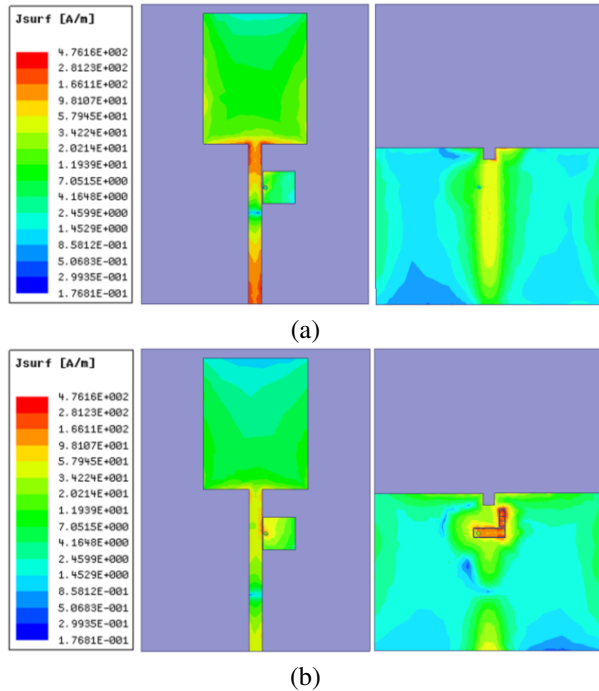 Jsurf [A/m]
4.7616E+002
2.8123E+002
1.6611E+002
9.8107E+001
5.7945E+001
3.4224E+001
2.0214E+001
1.1939E+001
7.0515E+000
4.1648E+000
2.4599E+000
1.4529E+000
8.5812E-001
5.0683E-001
2.9935E-001
1.7681E-001
(a)
Jsurf [A/m]
4.7616E+002
2.8123E+002
1.6611E+002
9.8107E+001
5.7945E+001
3.4224E+001
2.0214E+001
1.1939E+001
7.0515E+000
4.1648E+000
2.4599E+000
1.4529E+000
8.5812E-001
5.0683E-001
2.9935E-001
1.7681E-001
(b)